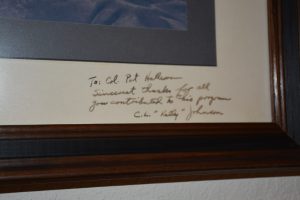 To: Col Pat Halloran
Sincerest thanks for all
you contributed to this program
C.L. "Kelly" Johnson